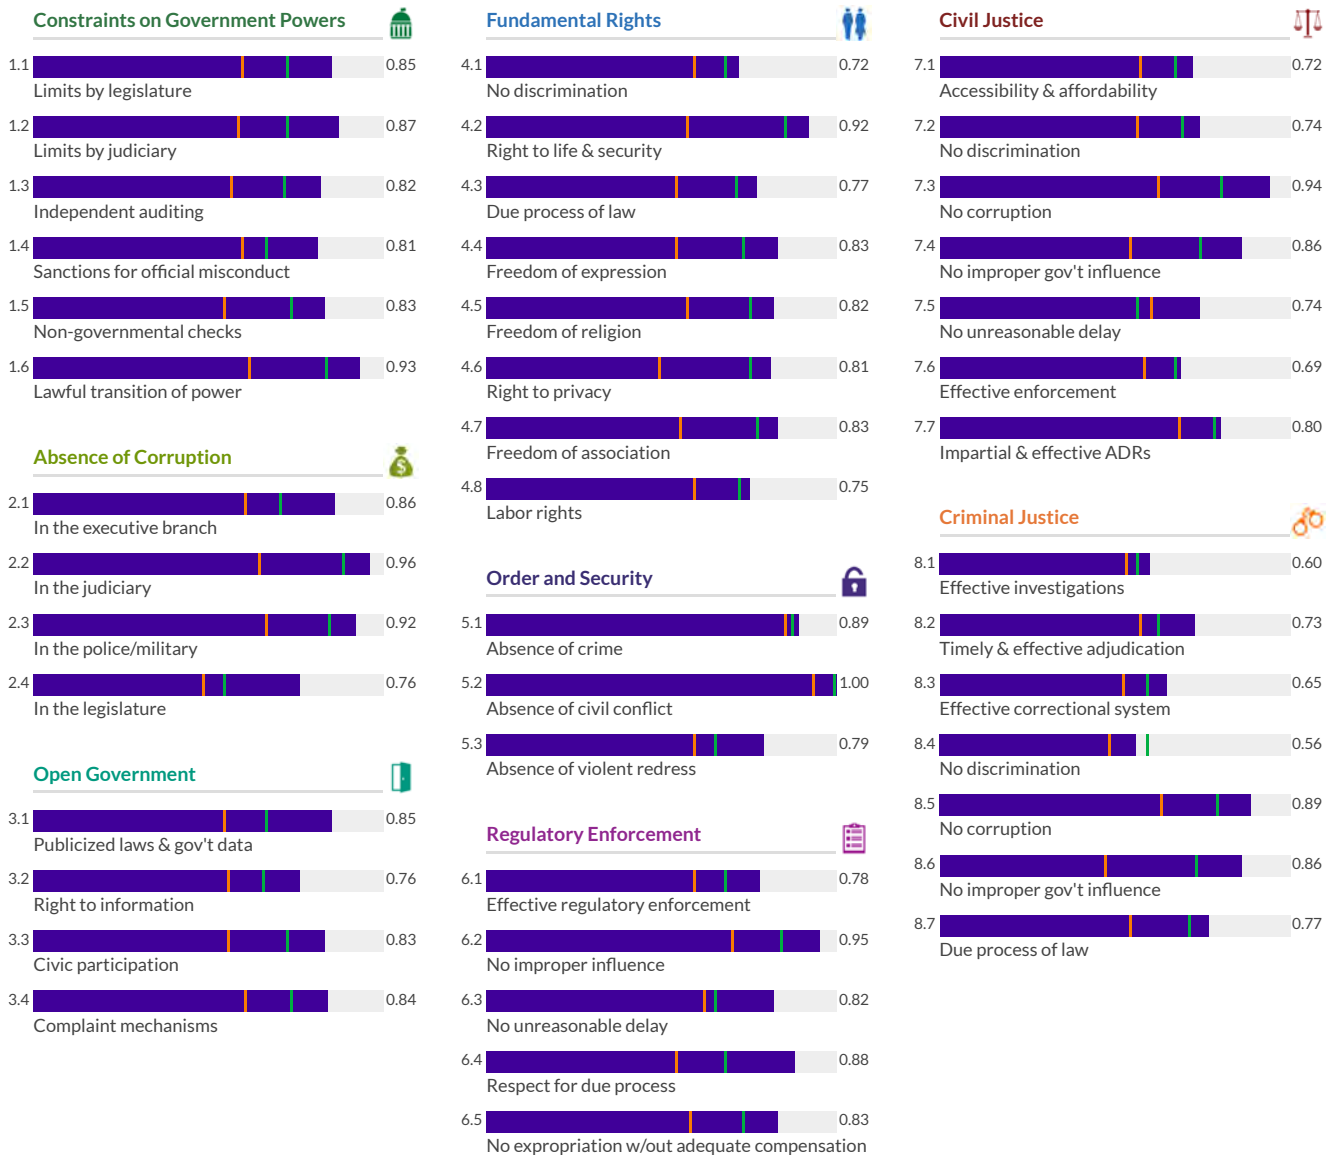 Constraints on Government Powers
1.1 0.85
Limits by legislature
1.2 0.87
Limits by judiciary
1.3 0.82
Independent auditing
1.4 0.81
Sanctions for official misconduct
1.5 0.83
Non-governmental checks
1.6 0.93
Lawful transition of power
Absence of Corruption
$
2.1 0.86
In the executive branch
2.2 0.96
In the judiciary
2.3 0.92
In the police/military
2.4 0.76
In the legislature
Open Government
3.1 0.85
Publicized laws & gov't data
3.2 0.76
Right to information
3.3 0.83
Civic participation
3.4 0.84
Complaint mechanisms
Fundamental Rights
4.1 0.72
No discrimination
4.2 0.92
Right to life & security
4.3 0.77
Due process of law
4.4 0.83
Freedom of expression
4.5 0.82
Freedom of religion
4.6 0.81
Right to privacy
4.7 0.83
Freedom of association
4.8 0.75
Labor rights
Order and Security
5.1 0.89
Absence of crime
5.2 1.00
Absence of civil conflict
5.3 0.79
Absence of violent redress
Regulatory Enforcement
6.1 0.78
Effective regulatory enforcement
6.2 0.95
No improper influence
6.3 0.82
No unreasonable delay
6.4 0.88
Respect for due process
6.5 0.83
No expropriation w/out adequate compensation
Civil Justice
7.1 0.72
Accessibility & affordability
7.2 0.74
No discrimination
7.3 0.94
No corruption
7.4 0.86
No improper gov't influence
7.5 0.74
No unreasonable delay
7.6 0.69
Effective enforcement
7.7 0.80
Impartial & effective ADRs
Criminal Justice
8.1 0.60
Effective investigations
8.2 0.73
Timely & effective adjudication
8.3 0.65
Effective correctional system
8.4 0.56
No discrimination
8.5 0.89
No corruption
8.6 0.86
No improper gov't influence
8.7 0.77
Due process of law